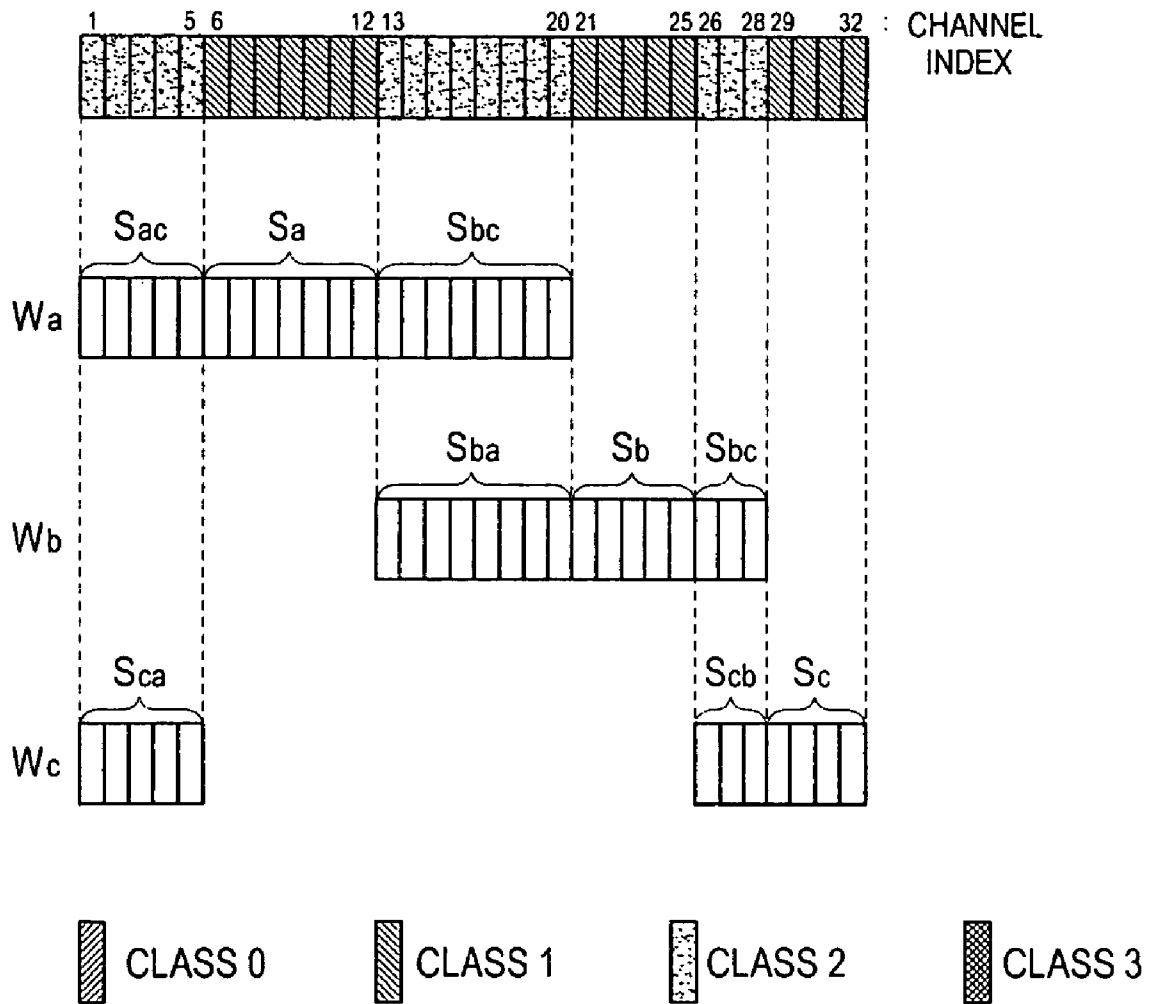 1 5 6 12 13 20 21 25 26 28 29 32 : CHANNEL
INDEX
Sac Sa Sbc
Wa
Sba Sb Sbc
Wb
Sca Scb Sc
Wc
CLASS 0 CLASS 1 CLASS 2 CLASS 3